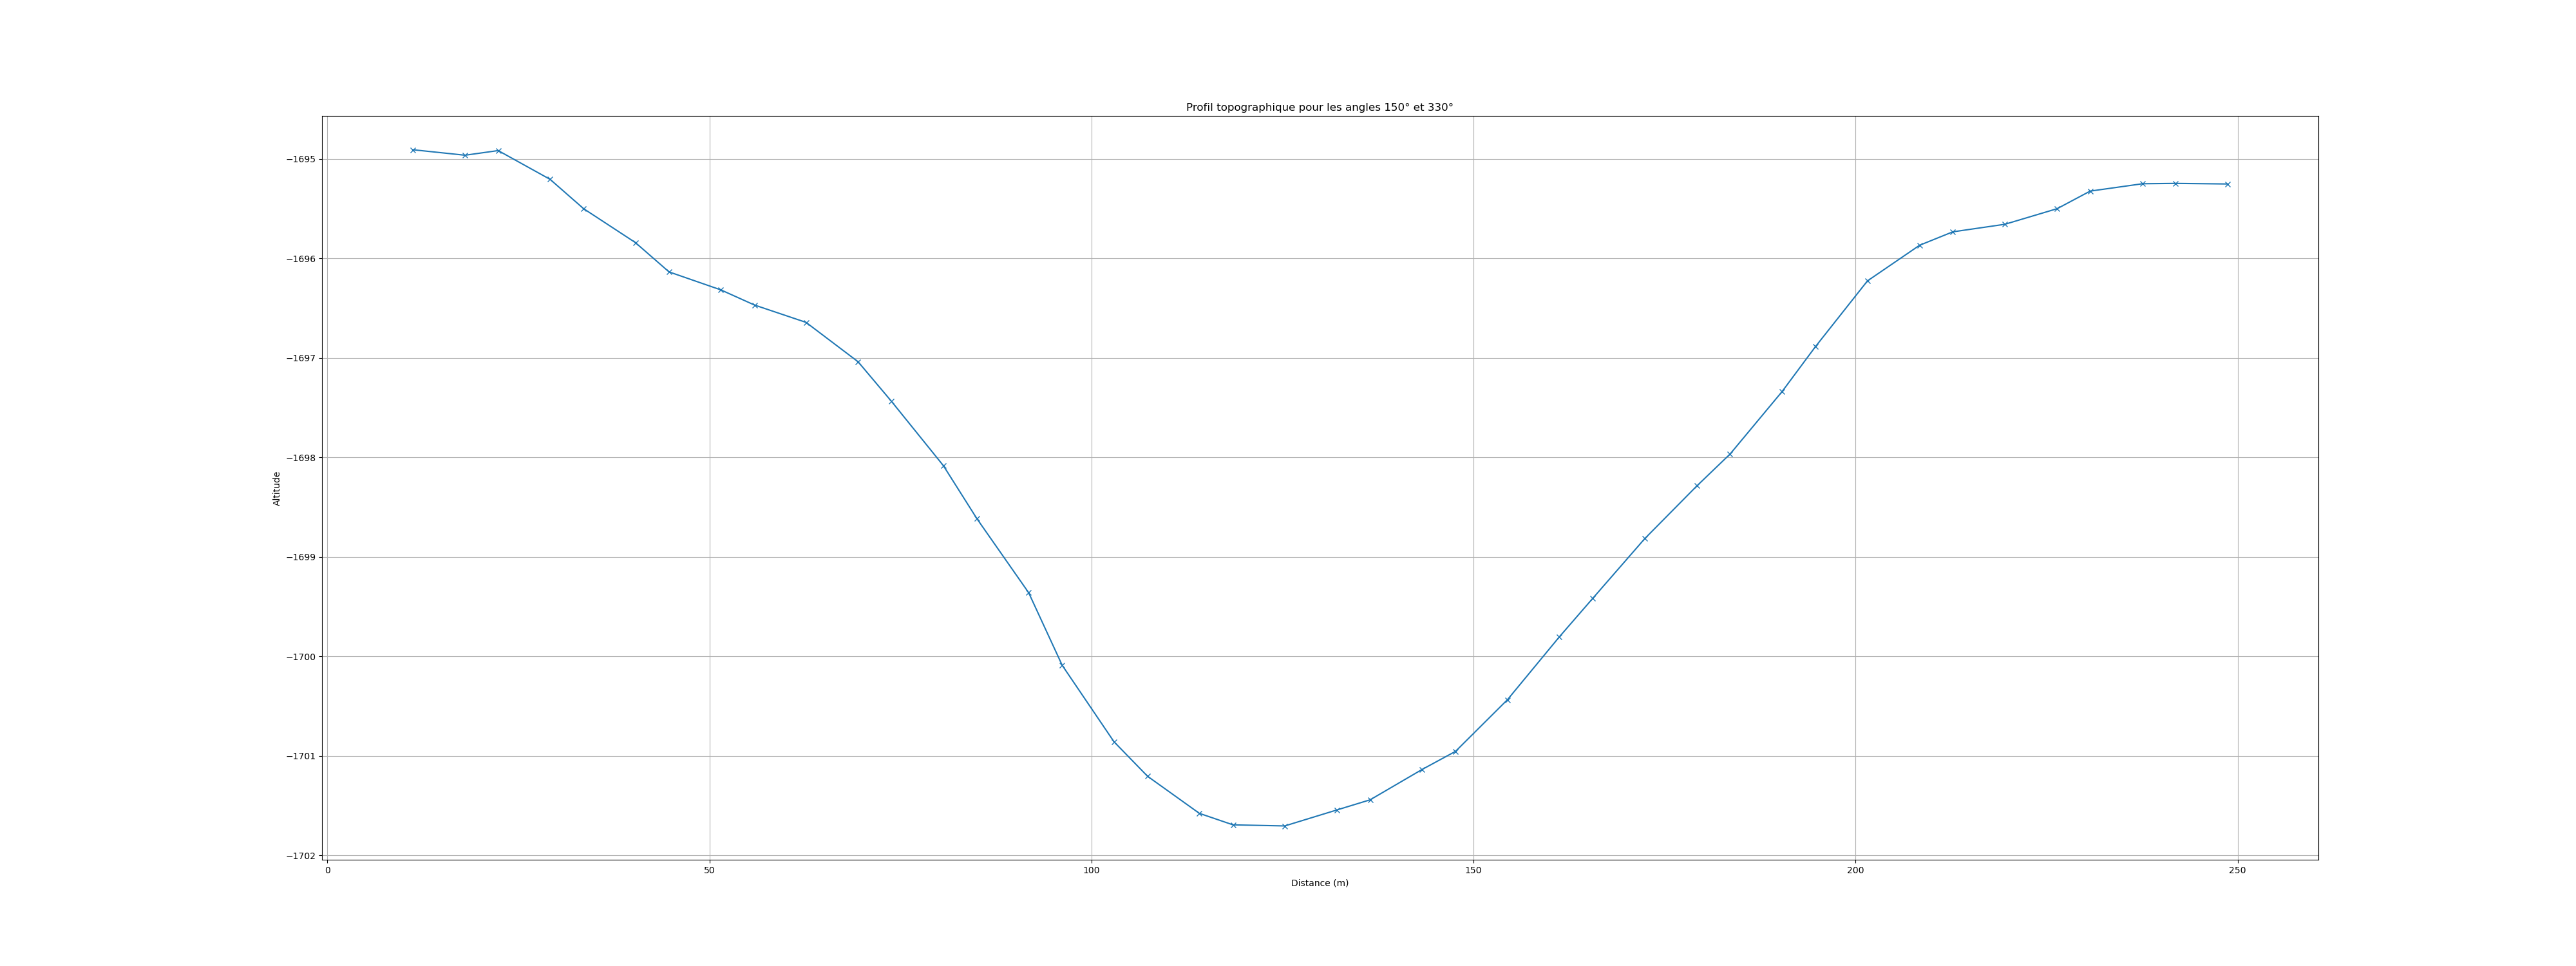 Profil topographique pour les angles 150° et 330°
Altitude
−1695
−1696
−1697
−1698
−1699
−1700
−1701
−1702
0 50 100 150 200 250
Distance (m)